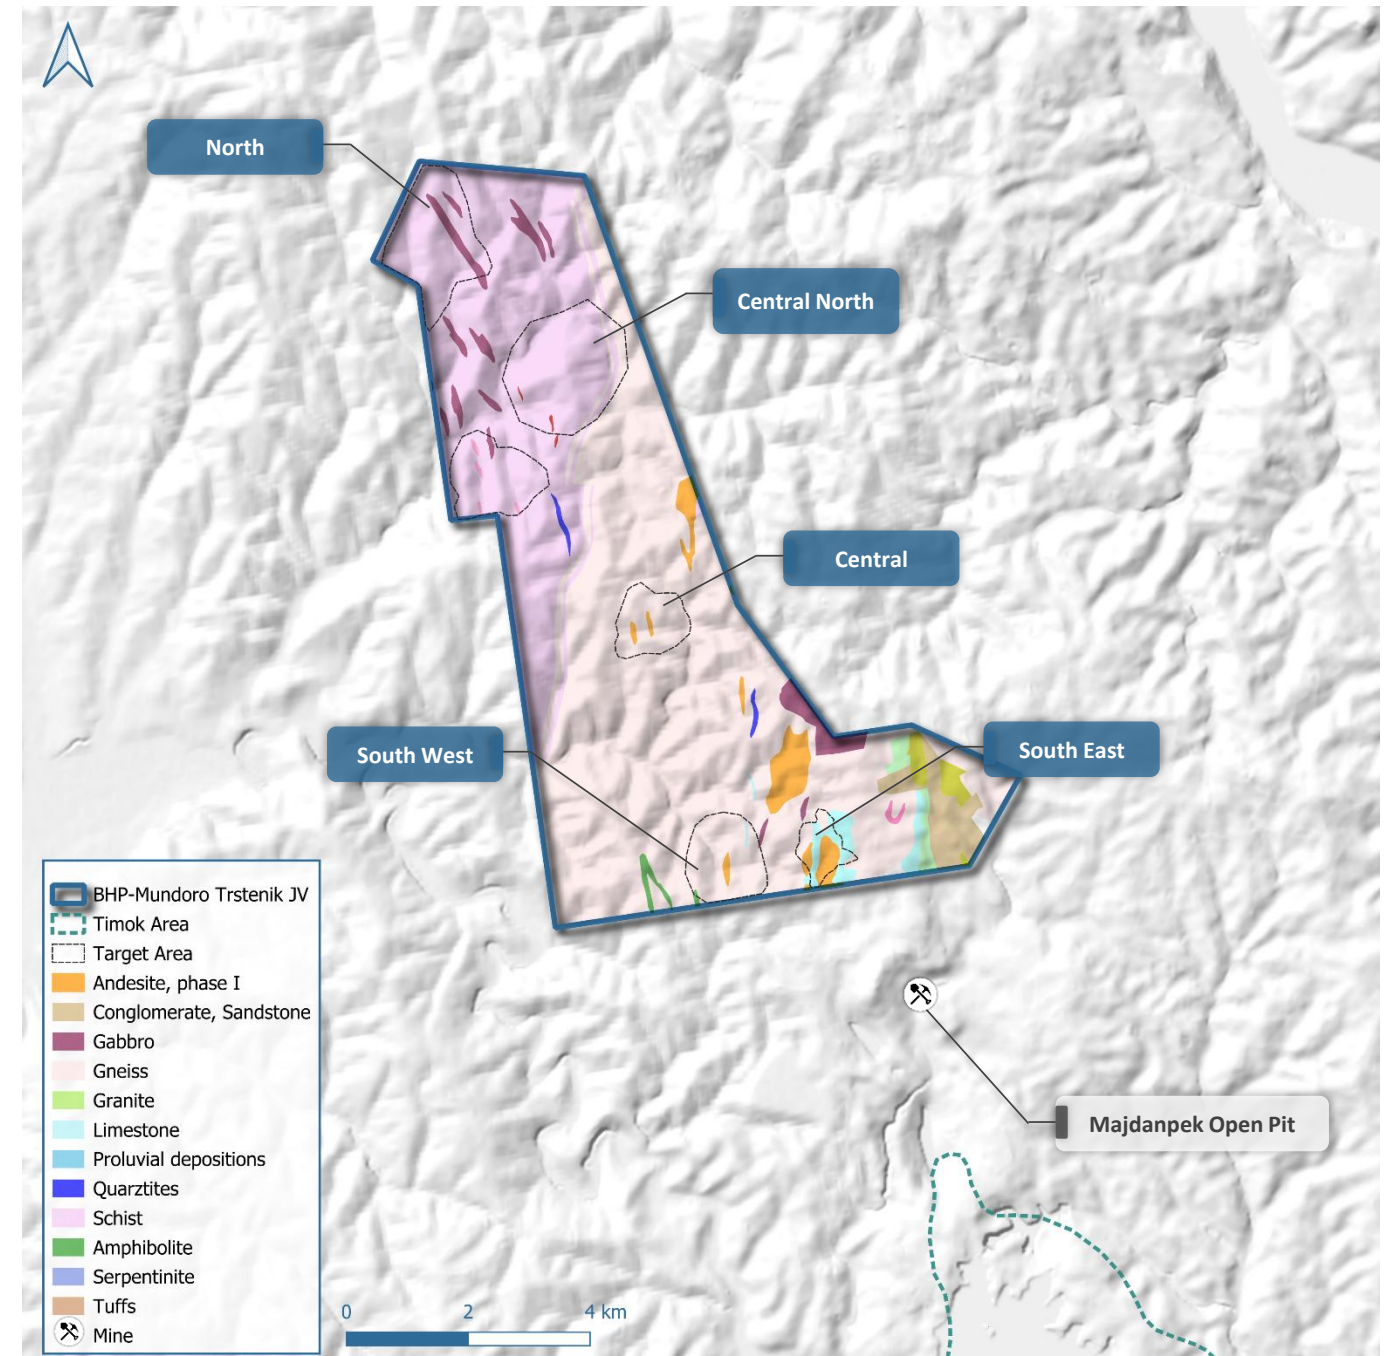 North
Central North
Central
South West
South East
Majdanpek Open Pit
BHP-Mundoro Trstenik JV
Timok Area
Target Area
Andesite, phase I
Conglomerate, Sandstone
Gabbro
Gneiss
Granite
Limestone
Proluvial depositions
Quarztites
Schist
Amphibolite
Serpentinite
Tuffs
Mine
0 2 4 km